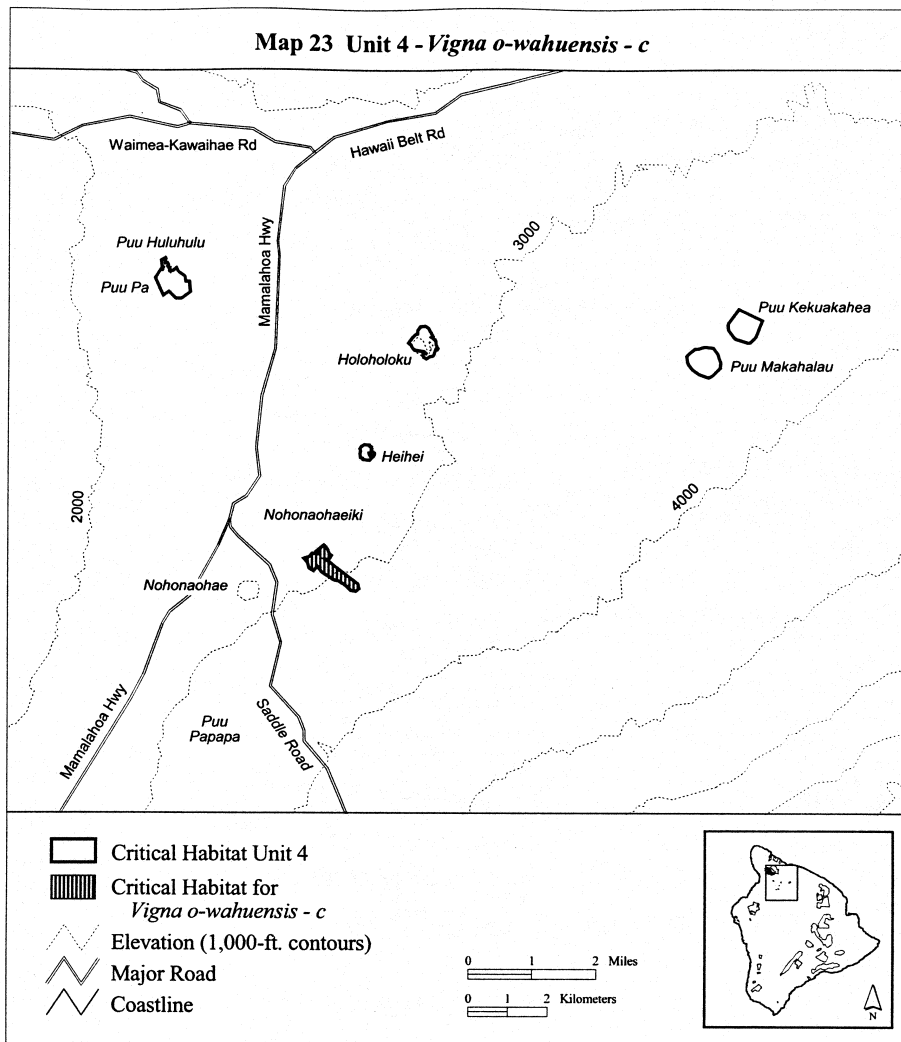 Map 23 Unit 4 - Vigna o-wahuensis - c
Waimea-Kawaihae Rd
Hawaii Belt Rd
Mamalahoa Hwy
3000
Puu Huluhulu
Puu Pa
Puu Kekuakahea
Holoholoku
Puu Makahalau
Heihei
2000
4000
Nohonaohaeiki
Nohonaohae
Mamalahoa Hwy
Puu
Papapa
Saddle Road
Critical Habitat Unit 4
Critical Habitat for
Vigna o-wahuensis - c
Elevation (1,000-ft. contours)
Major Road
Coastline
0 1 2 Miles
0 1 2 Kilometers
N